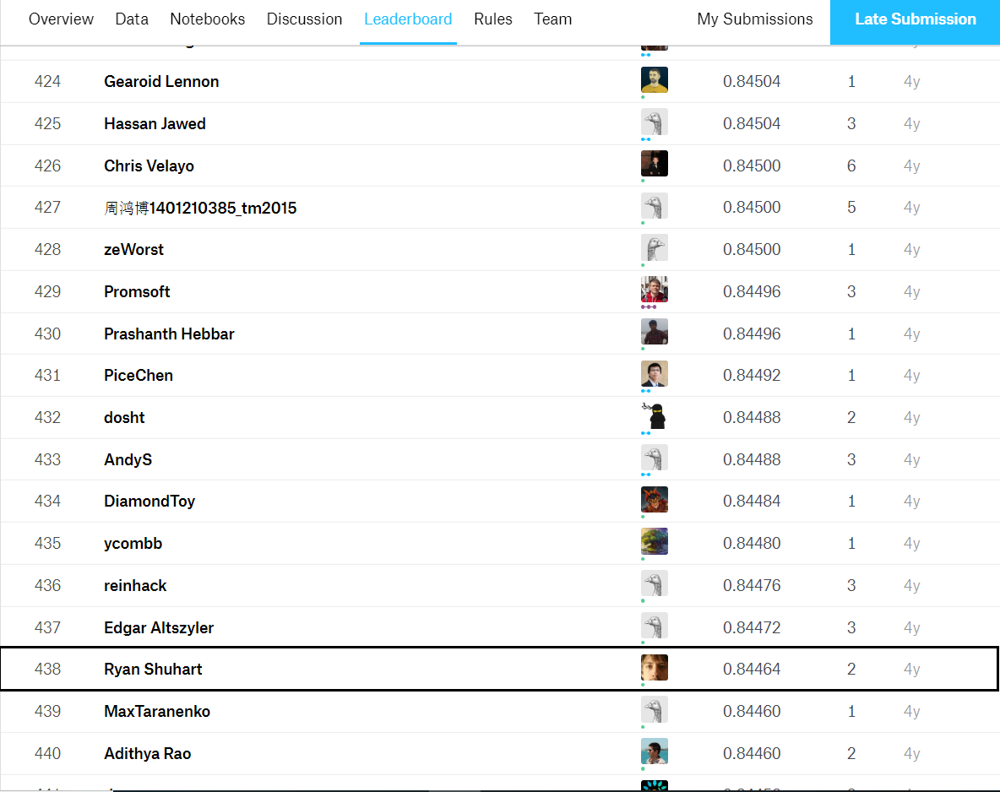 Overview Data Notebooks Discussion Leaderboard Rules Team My Submissions Late Submission
424 Gearoid Lennon 0.84504 1 4y
425 Hassan Jawed 0.84504 3 4y
426 Chris Velayo 0.84500 6 4y
427 周鸿博1401210385_tm2015 0.84500 5 4y
428 zeWorst 0.84500 1 4y
429 Promsoft 0.84496 3 4y
430 Prashanth Hebbar 0.84496 1 4y
431 PiceChen 0.84492 1 4y
432 dosht 0.84488 2 4y
433 AndyS 0.84488 3 4y
434 DiamondToy 0.84484 1 4y
435 ycombb 0.84480 1 4y
436 reinhack 0.84476 3 4y
437 Edgar Altszyler 0.84472 3 4y
438 Ryan Shuhart 0.84464 2 4y
439 MaxTaranenko 0.84460 1 4y
440 Adithya Rao 0.84460 2 4y